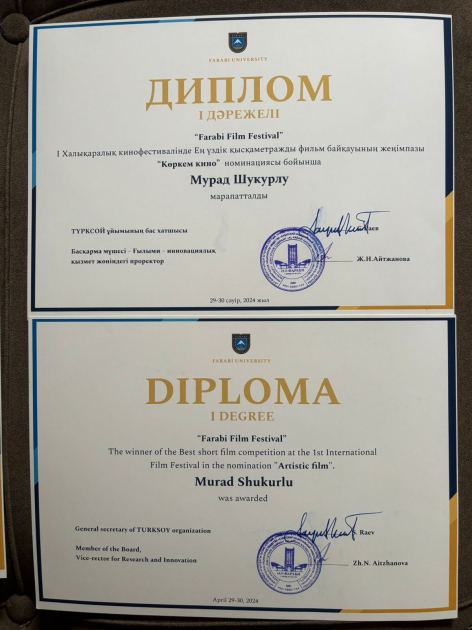 FARABI UNIVERSITY
ДИПЛОМ
I ДӘРЕЖЕЛІ
"Farabi Film Festival"
I Халықаралық кинофестивалінде Ең үздік қысқаметражды фильм байқауының жеңімпазы
"Көркем кино" номинациясы бойынша
Мурад Шукурлу
марапатталды
ТҮРКСОЙ ұйымының бас хатшысы
аев
Басқарма мүшесі - Ғылыми - инновациялық
қызмет жөніндегі проректор
Ж.Н.Айтжанова
29-30 сәуір, 2024 жыл
FARABI UNIVERSITY
DIPLOMA
I DEGREE
"Farabi Film Festival"
The winner of the Best short film competition at the 1st International
Film Festival in the nomination "Artistic film".
Murad Shukurlu
was awarded
General secretary of TURKSOY organization
Raev
Member of the Board,
Vice-rector for Research and Innovation
Zh.N. Aitzhanova
April 29-30, 2024